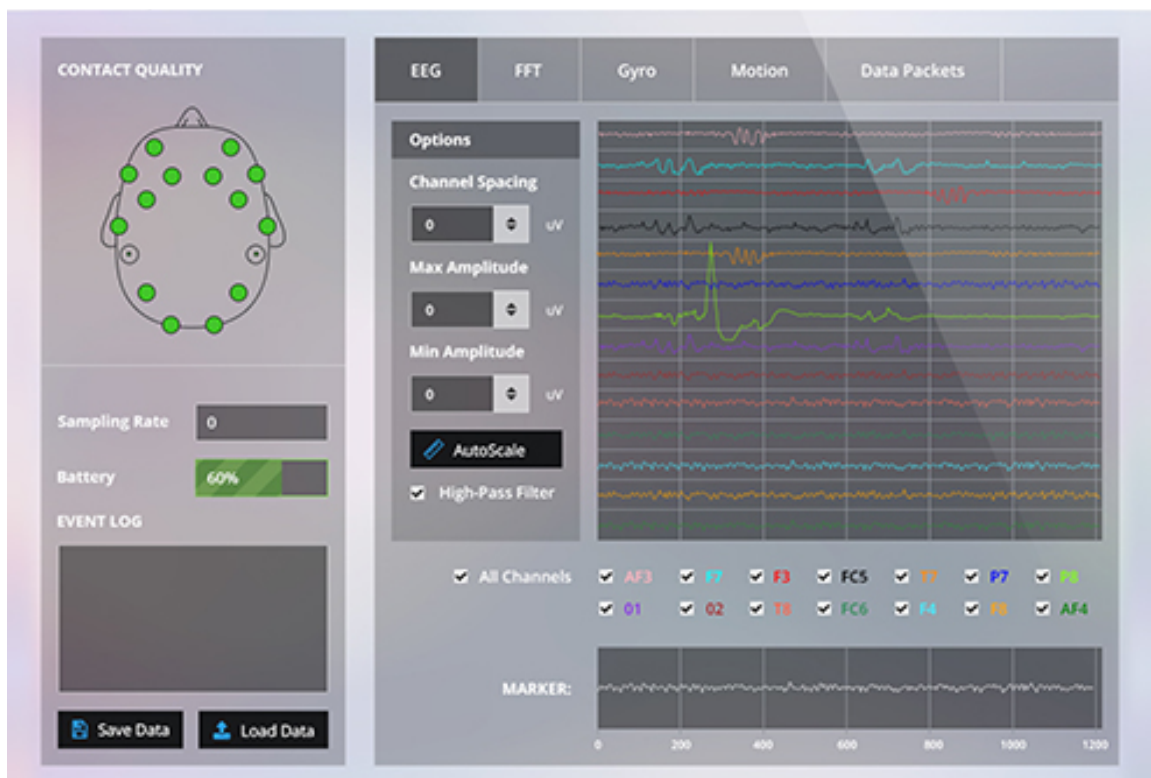 CONTACT QUALITY
Sampling Rate 0
Battery 60%
EVENT LOG
Save Data Load Data
EEG FFT Gyro Motion Data Packets
Options
Channel Spacing
0 uV
Max Amplitude
0 uV
Min Amplitude
0 uV
AutoScale
High-Pass Filter
All Channels AF3 F7 F3 FC5 T7 P7 P8
01 02 T8 FC6 F4 F8 AF4
MARKER:
0 200 400 600 800 1000 1200